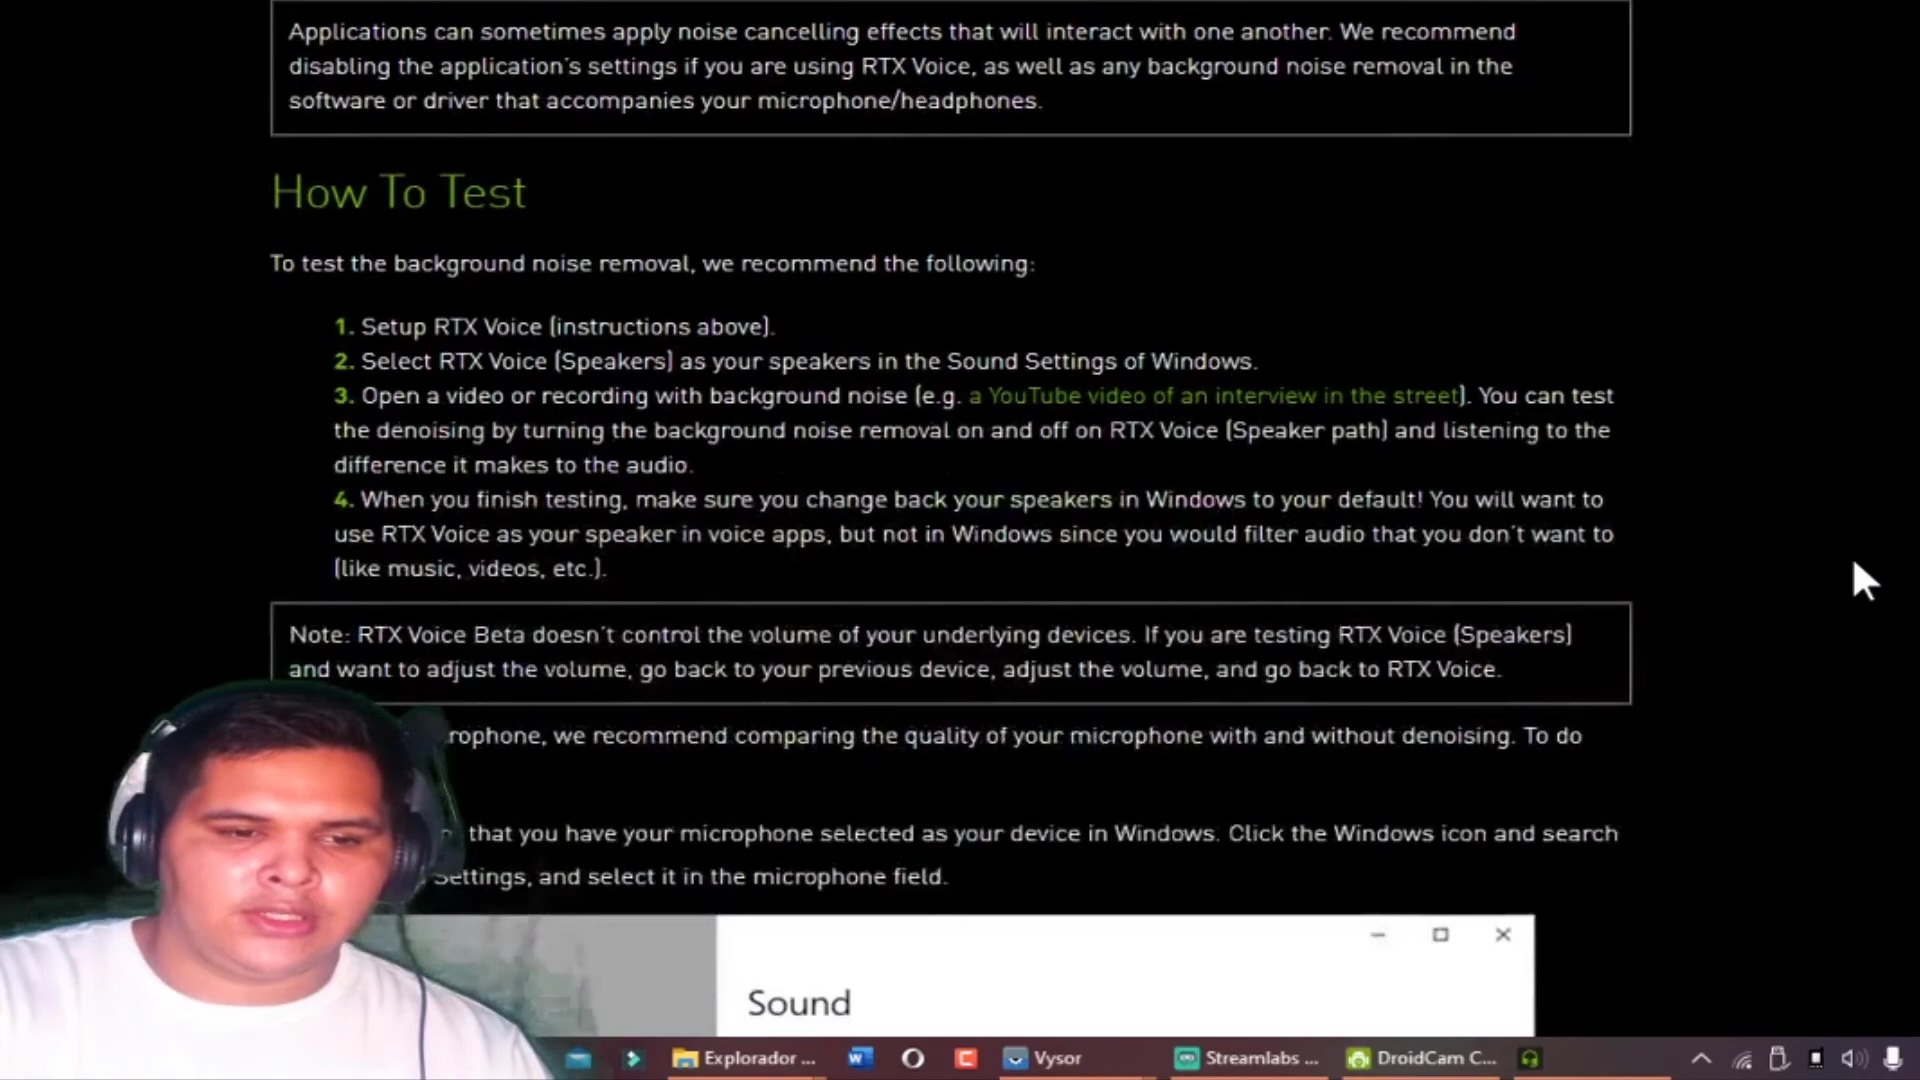 Applications can sometimes apply noise cancelling effects that will interact with one another. We recommend
disabling the application's settings if you are using RTX Voice, as well as any background noise removal in the
software or driver that accompanies your microphone/headphones.
How To Test
To test the background noise removal, we recommend the following:
1. Setup RTX Voice (instructions above).
2. Select RTX Voice (Speakers) as your speakers in the Sound Settings of Windows.
3. Open a video or recording with background noise (e.g. a YouTube video of an interview in the street). You can test
the denoising by turning the background noise removal on and off on RTX Voice (Speaker path) and listening to the
difference it makes to the audio.
4. When you finish testing, make sure you change back your speakers in Windows to your default! You will want to
use RTX Voice as your speaker in voice apps, but not in Windows since you would filter audio that you don't want to
(like music, videos, etc.).
Note: RTX Voice Beta doesn't control the volume of your underlying devices. If you are testing RTX Voice (Speakers)
and want to adjust the volume, go back to your previous device, adjust the volume, and go back to RTX Voice.
rophone, we recommend comparing the quality of your microphone with and without denoising. To do
that you have your microphone selected as your device in Windows. Click the Windows icon and search
Settings, and select it in the microphone field.
Sound
Explorador ... Vysor Streamlabs ... DroidCam C...